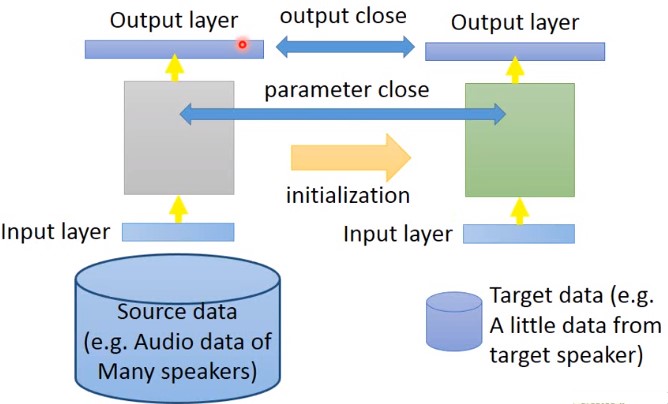 Output layer
output close
Output layer
parameter close
initialization
Input layer
Input layer
Source data
(e.g. Audio data of
Many speakers)
Target data (e.g.
A little data from
target speaker)